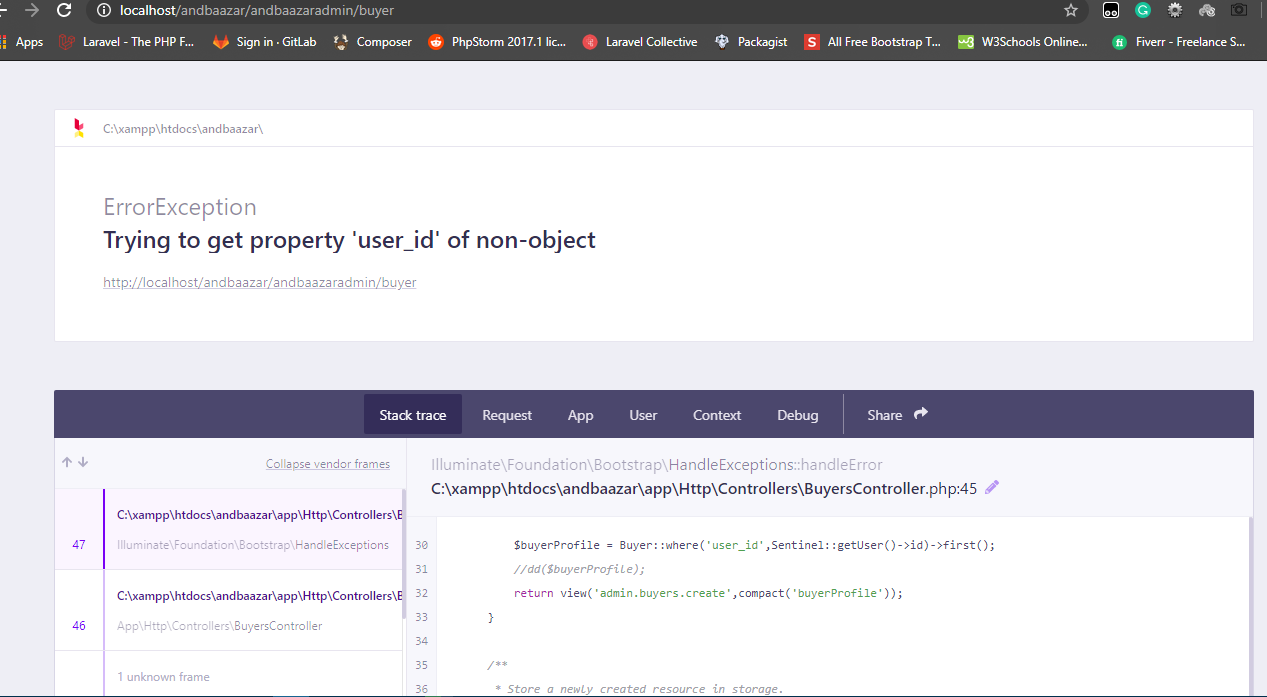 localhost/andbaazar/andbaazaradmin/buyer
Apps Laravel - The PHP F... Sign in · GitLab Composer PhpStorm 2017.1 lic... Laravel Collective Packagist All Free Bootstrap T... W3Schools Online... Fiverr - Freelance S...
C:\xampp\htdocs\andbaazar\
ErrorException
Trying to get property 'user_id' of non-object
http://localhost/andbaazar/andbaazaradmin/buyer
Stack trace Request App User Context Debug Share
Collapse vendor frames
C:\xampp\htdocs\andbaazar\app\Http\Controllers\B
47 Illuminate\Foundation\Bootstrap\HandleExceptions
C:\xampp\htdocs\andbaazar\app\Http\Controllers\B
46 App\Http\Controllers\BuyersController
1 unknown frame
Illuminate\Foundation\Bootstrap\HandleExceptions::handleError
C:\xampp\htdocs\andbaazar\app\Http\Controllers\BuyersController.php:45
30 $buyerProfile = Buyer::where('user_id',Sentinel::getUser()->id)->first();
31 //dd($buyerProfile);
32 return view('admin.buyers.create',compact('buyerProfile'));
33 }
34
35 /**
36 * Store a newly created resource in storage.